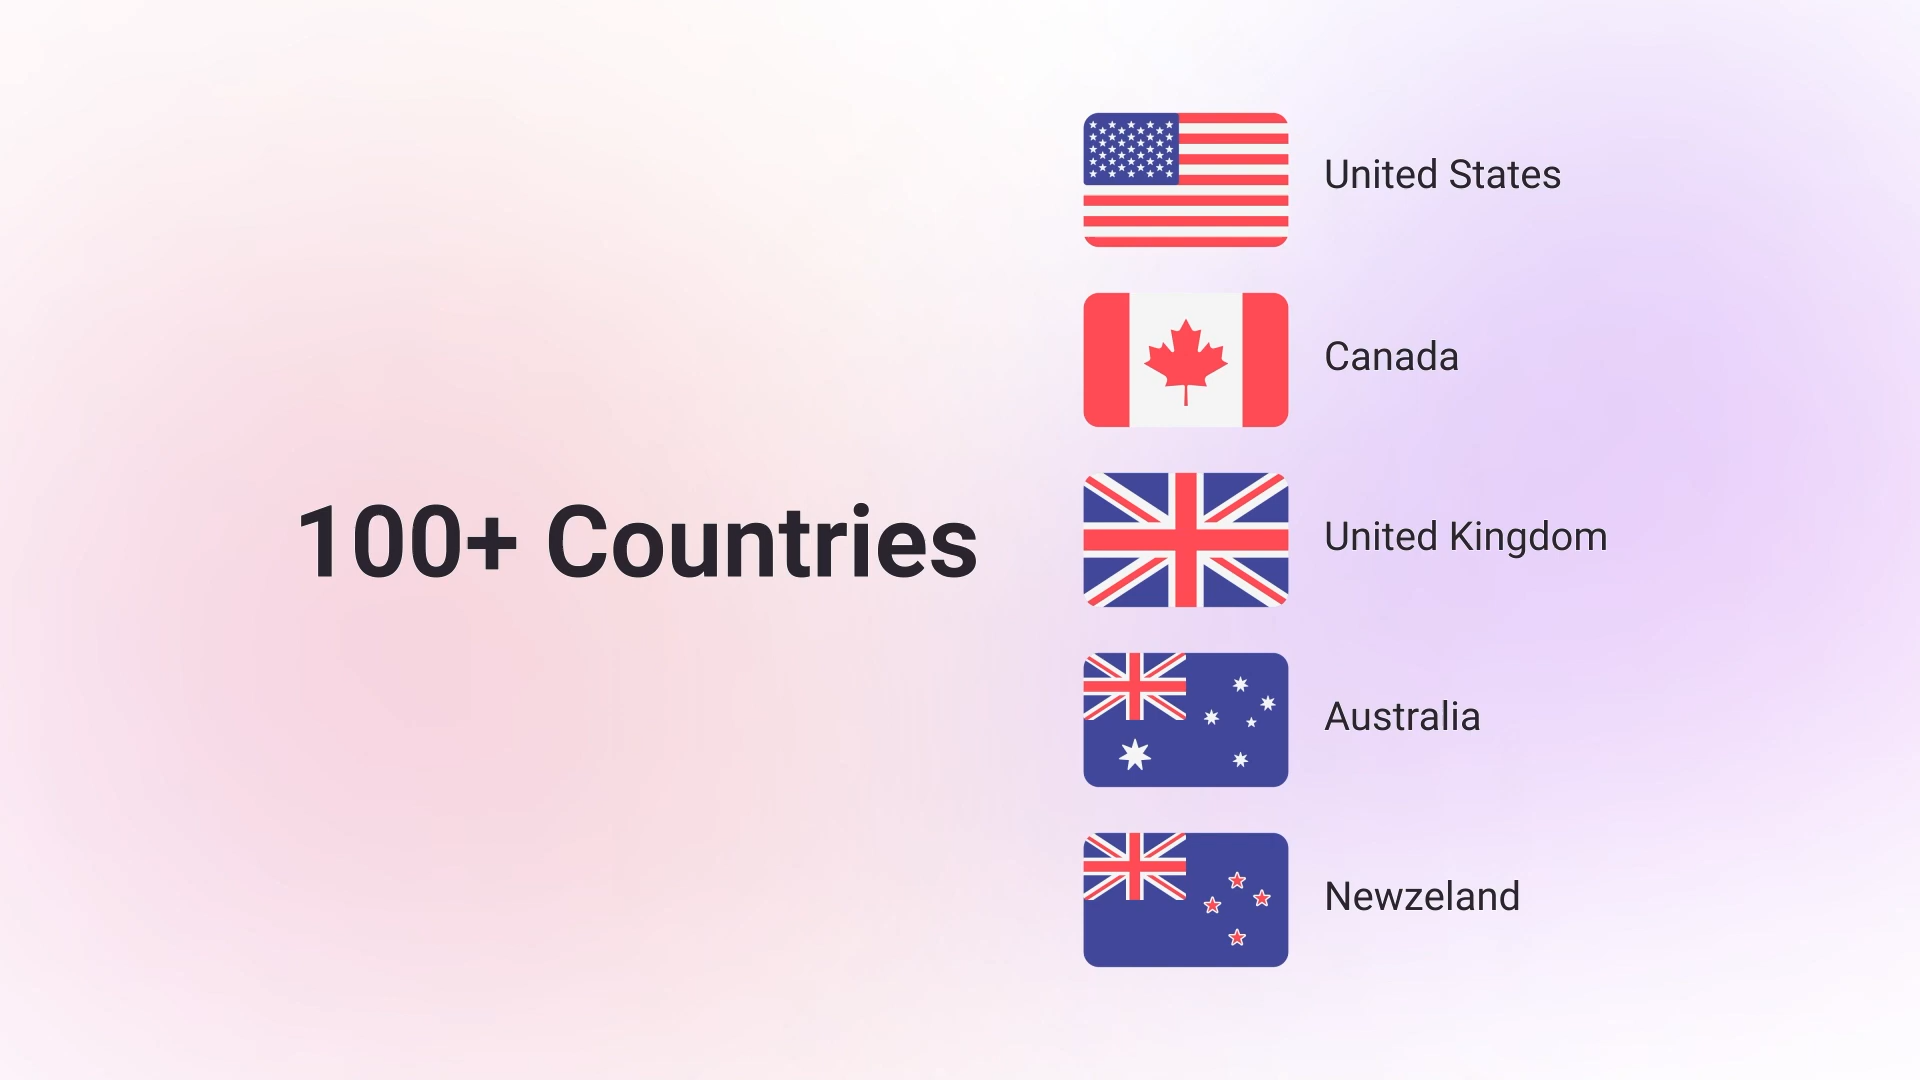 100+ Countries
United States
Canada
United Kingdom
Australia
Newzeland